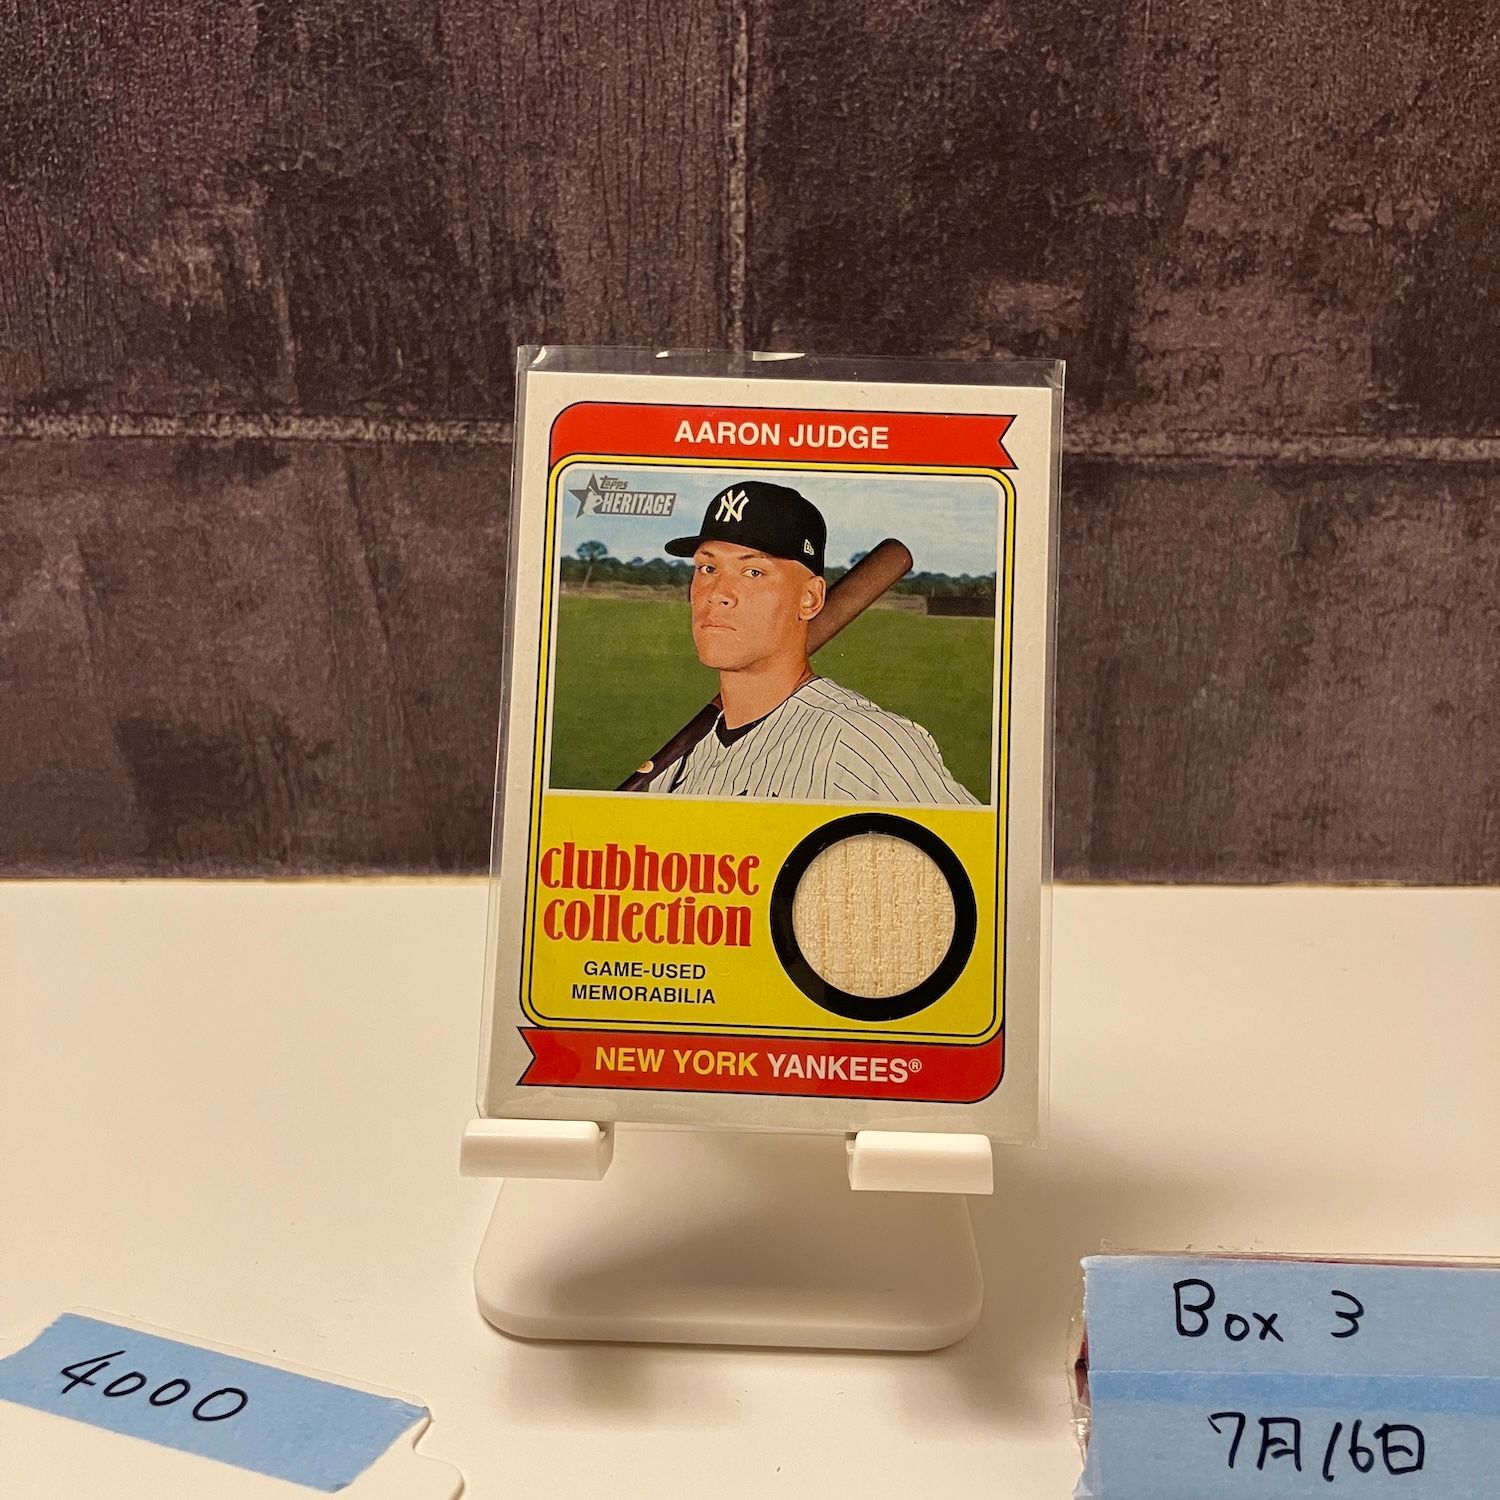 AARON JUDGE
Topps
HERITAGE
NY
clubhouse
collection
GAME-USED
MEMORABILIA
NEW YORK YANKEES®
4000
Box 3
7月16日